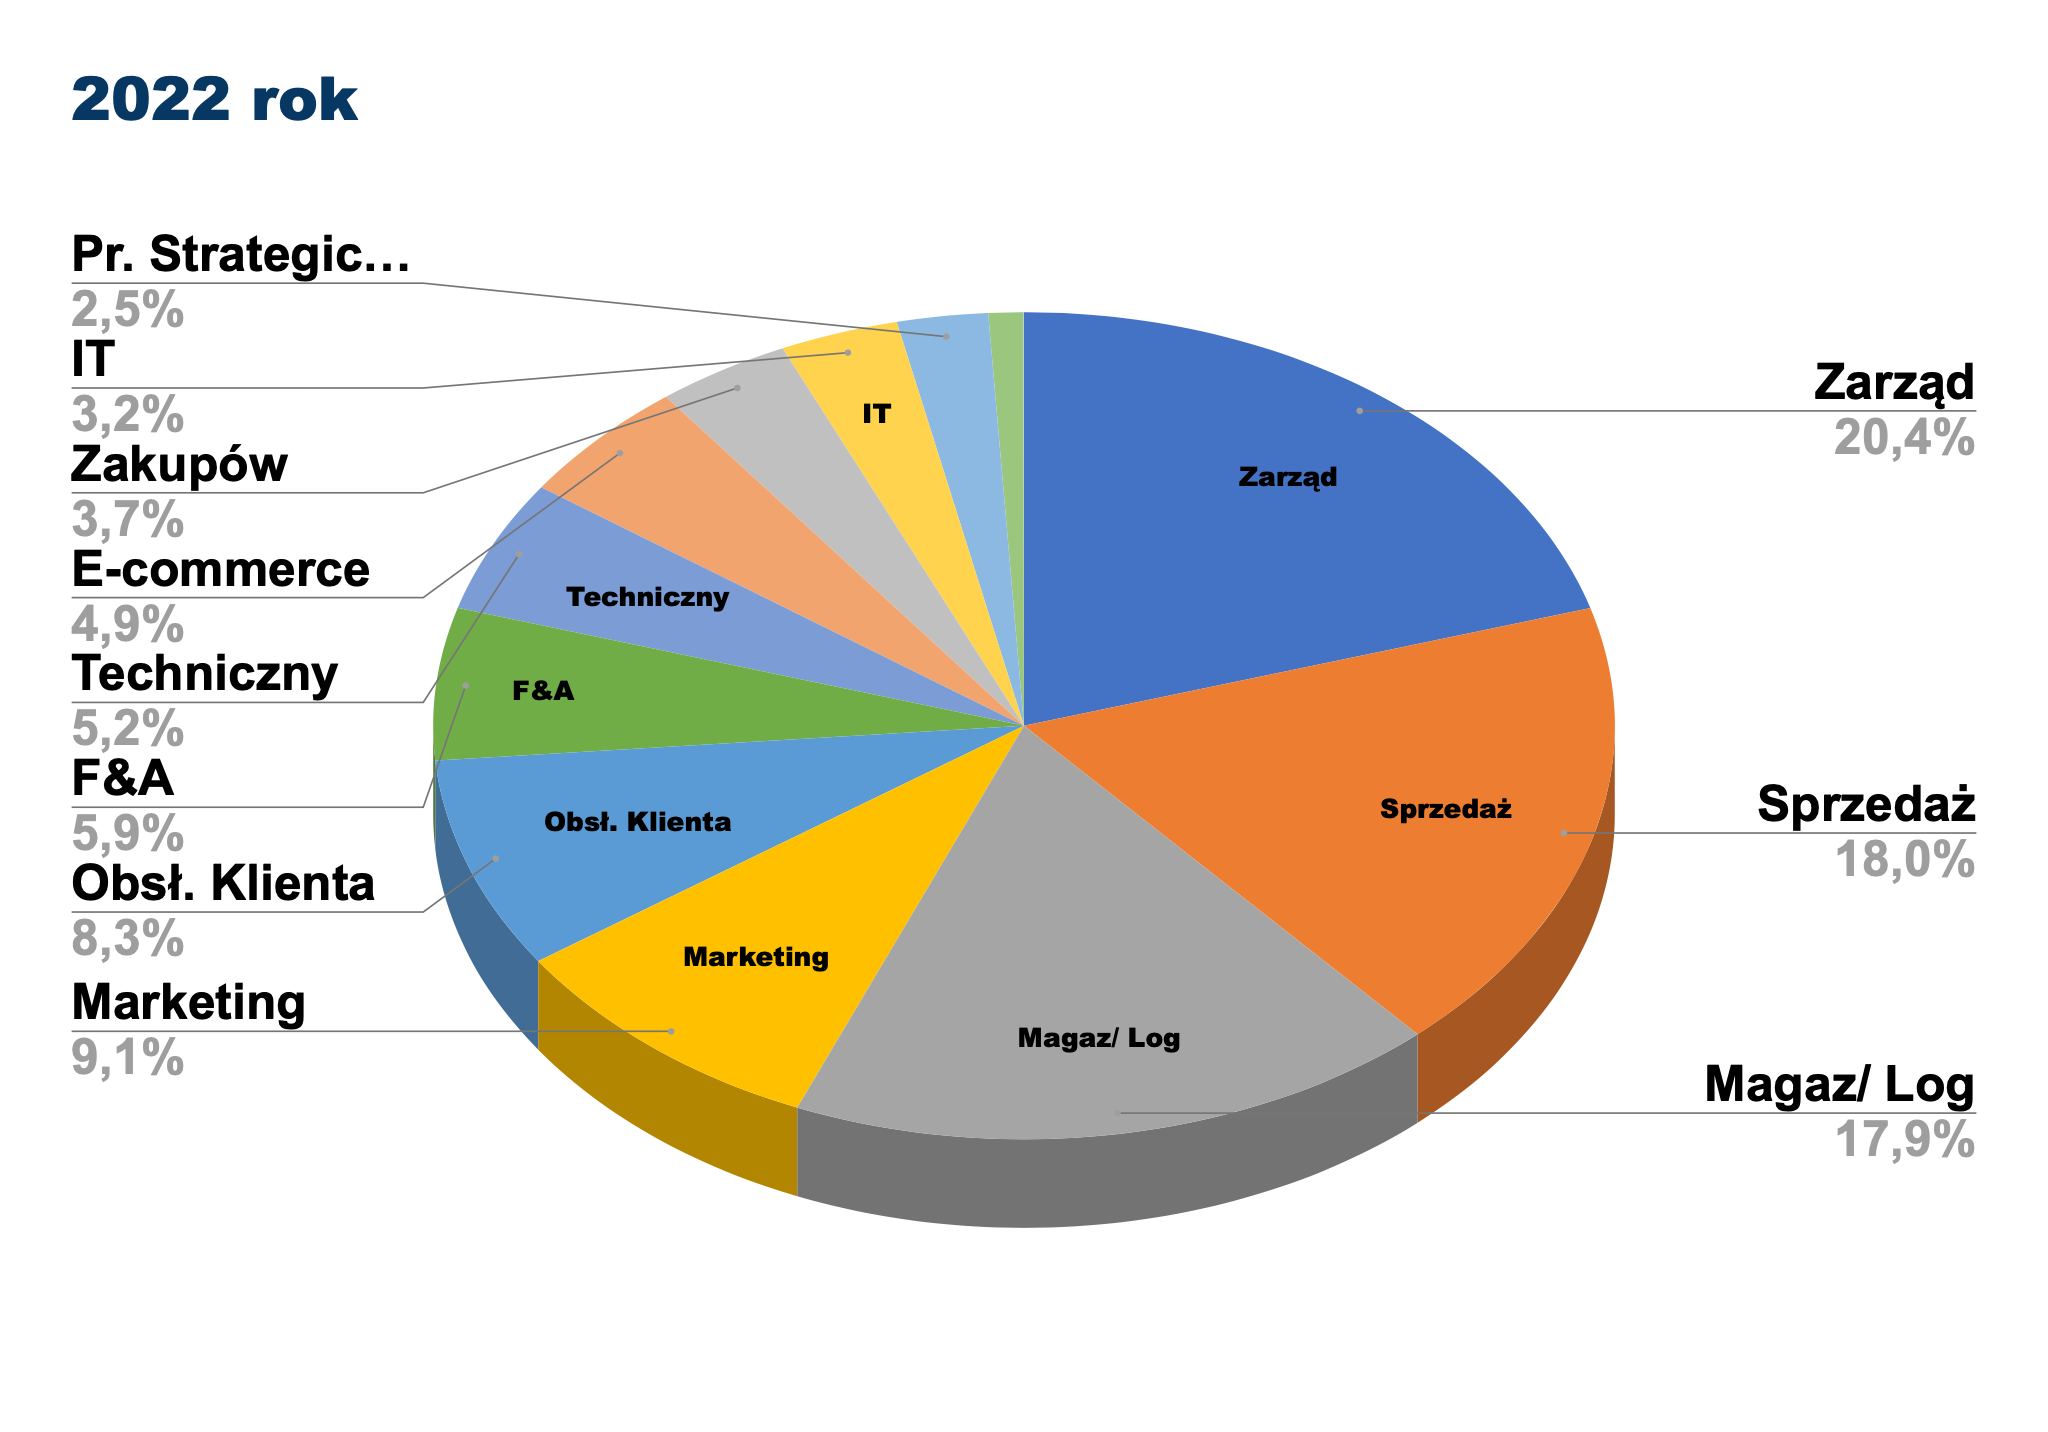 2022 rok
Pr. Strategic…
2,5%
IT
3,2%
Zakupów
3,7%
E-commerce
4,9%
Techniczny
5,2%
F&A
5,9%
Obsł. Klienta
8,3%
Marketing
9,1%
Zarząd
20,4%
Sprzedaż
18,0%
Magaz/ Log
17,9%
IT
Zarząd
Techniczny
F&A
Obsł. Klienta
Sprzedaż
Marketing
Magaz/ Log